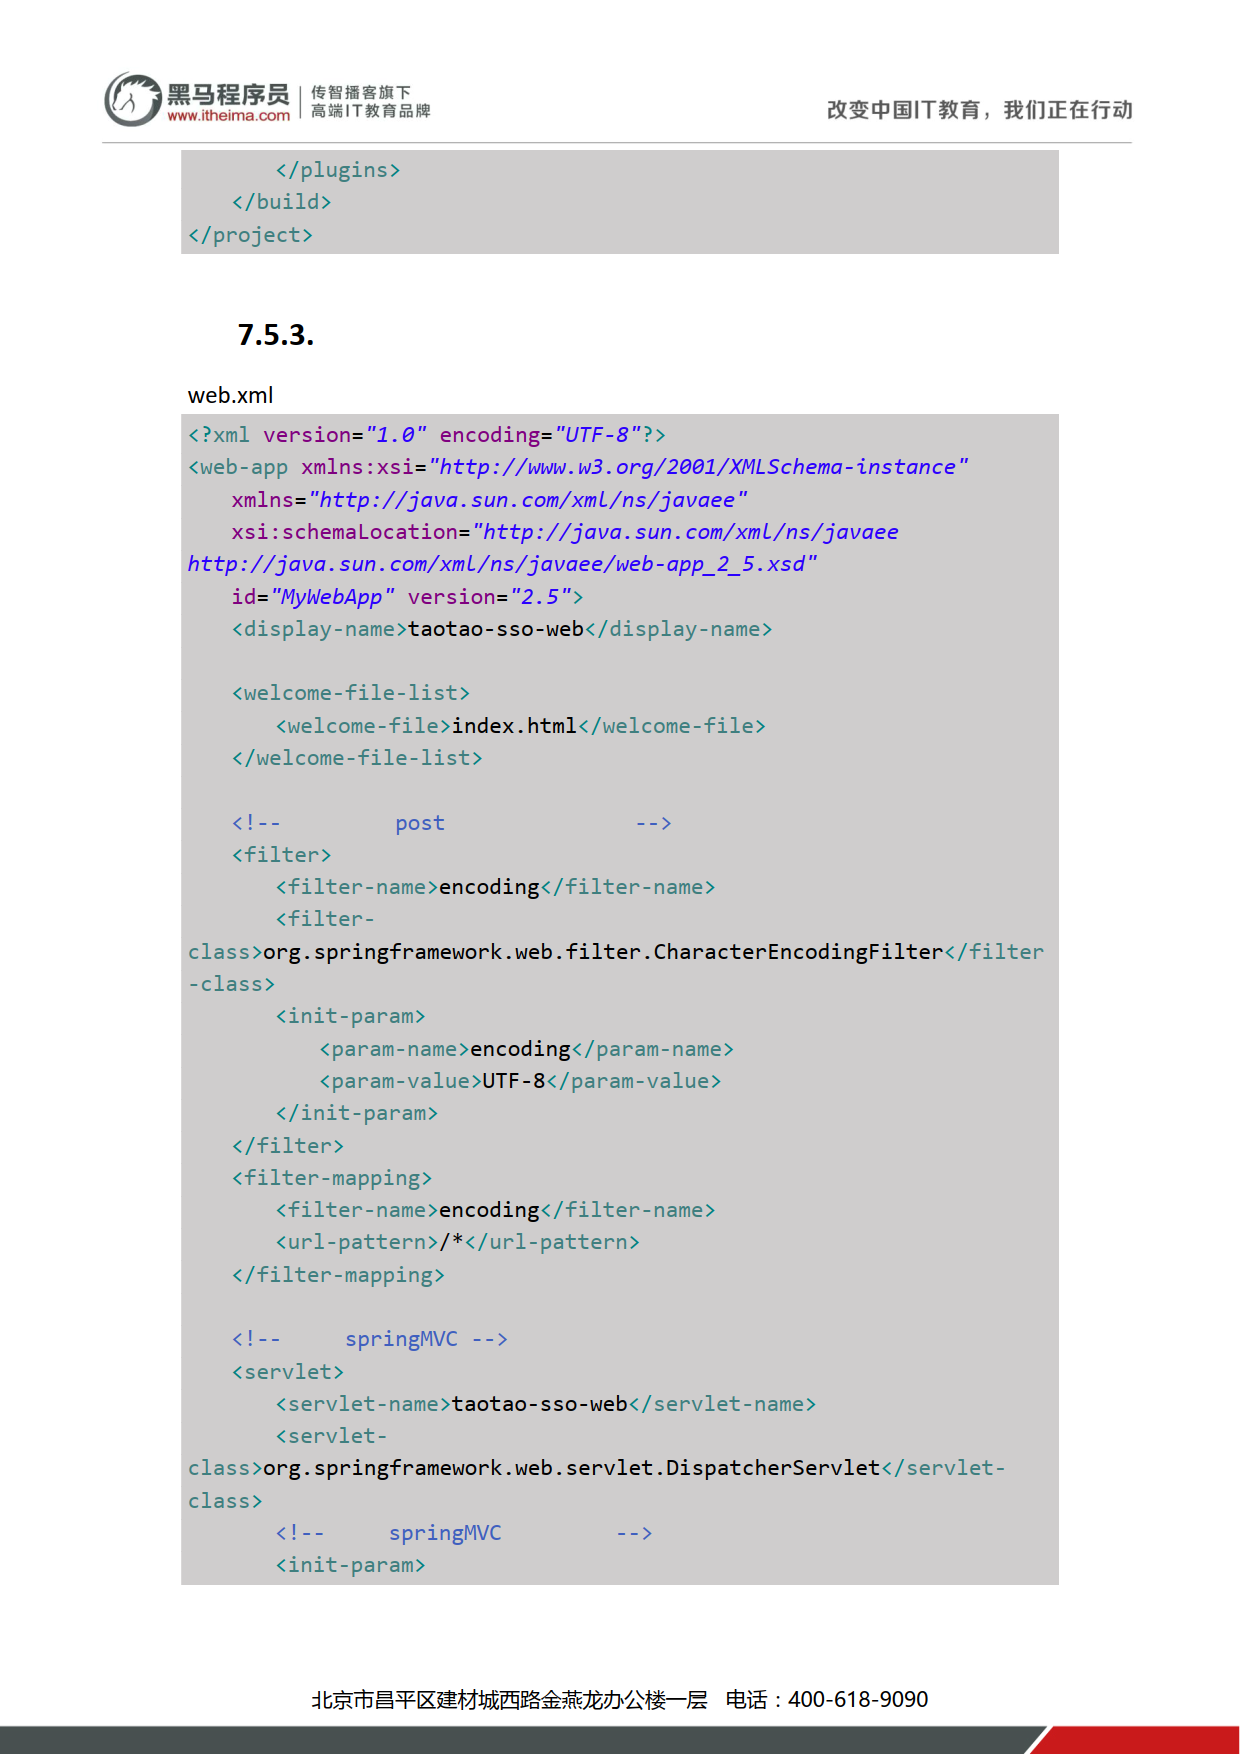 黑马程序员 传智播客旗下
www.itheima.com 高端IT教育品牌
改变中国IT教育，我们正在行动
</plugins>
</build>
</project>
7.5.3.
web.xml
<?xml version="1.0" encoding="UTF-8"?>
<web-app xmlns:xsi="http://www.w3.org/2001/XMLSchema-instance"
xmlns="http://java.sun.com/xml/ns/javaee"
xsi:schemaLocation="http://java.sun.com/xml/ns/javaee
http://java.sun.com/xml/ns/javaee/web-app_2_5.xsd"
id="MyWebApp" version="2.5">
<display-name>taotao-sso-web</display-name>
<welcome-file-list>
<welcome-file>index.html</welcome-file>
</welcome-file-list>
<!-- post -->
<filter>
<filter-name>encoding</filter-name>
<filter-
class>org.springframework.web.filter.CharacterEncodingFilter</filter
-class>
<init-param>
<param-name>encoding</param-name>
<param-value>UTF-8</param-value>
</init-param>
</filter>
<filter-mapping>
<filter-name>encoding</filter-name>
<url-pattern>/*</url-pattern>
</filter-mapping>
<!-- springMVC -->
<servlet>
<servlet-name>taotao-sso-web</servlet-name>
<servlet-
class>org.springframework.web.servlet.DispatcherServlet</servlet-
class>
<!-- springMVC -->
<init-param>
北京市昌平区建材城西路金燕龙办公楼一层 电话：400-618-9090